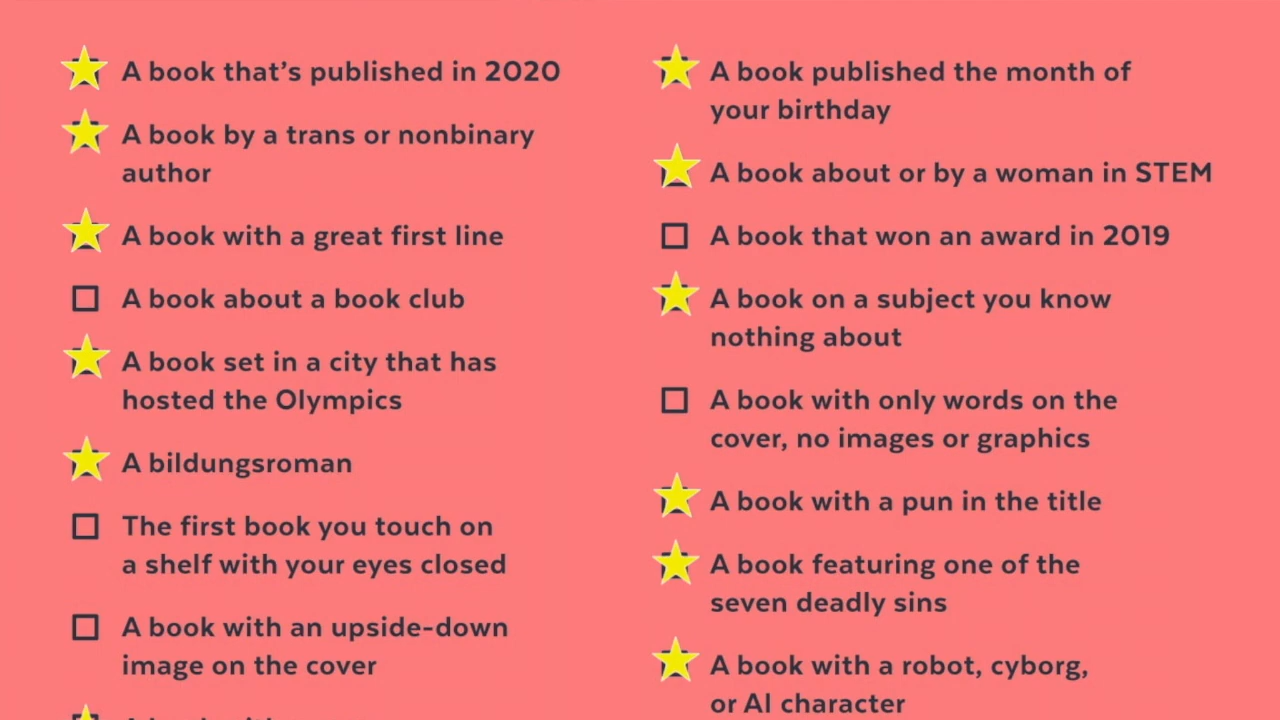 A book that's published in 2020
A book by a trans or nonbinary
author
A book with a great first line
A book about a book club
A book set in a city that has
hosted the Olympics
A bildungsroman
The first book you touch on
a shelf with your eyes closed
A book with an upside-down
image on the cover
A book published the month of
your birthday
A book about or by a woman in STEM
A book that won an award in 2019
A book on a subject you know
nothing about
A book with only words on the
cover, no images or graphics
A book with a pun in the title
A book featuring one of the
seven deadly sins
A book with a robot, cyborg,
or AI character